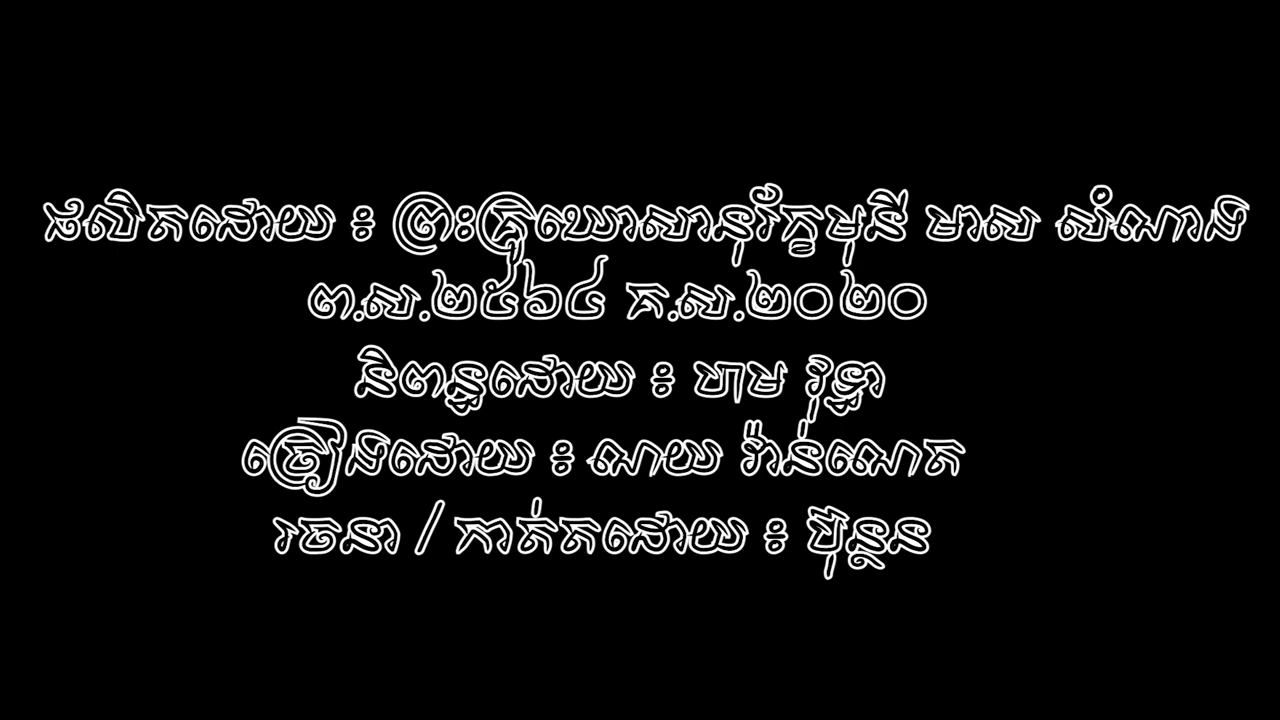 ផលិតដោយ ៖ ព្រះគ្រូឃោសានុរ័ក្ខមុនី មាស សំណាង
ព.ស.២៥៦៤ គ.ស.២០២០
និពន្ធដោយ ៖ ហម រុទ្ធា
ច្រៀងដោយ ៖ ណយ វ៉ាន់ណេត
រចនា / កាត់តដោយ ៖ ប៊ុន្ថន